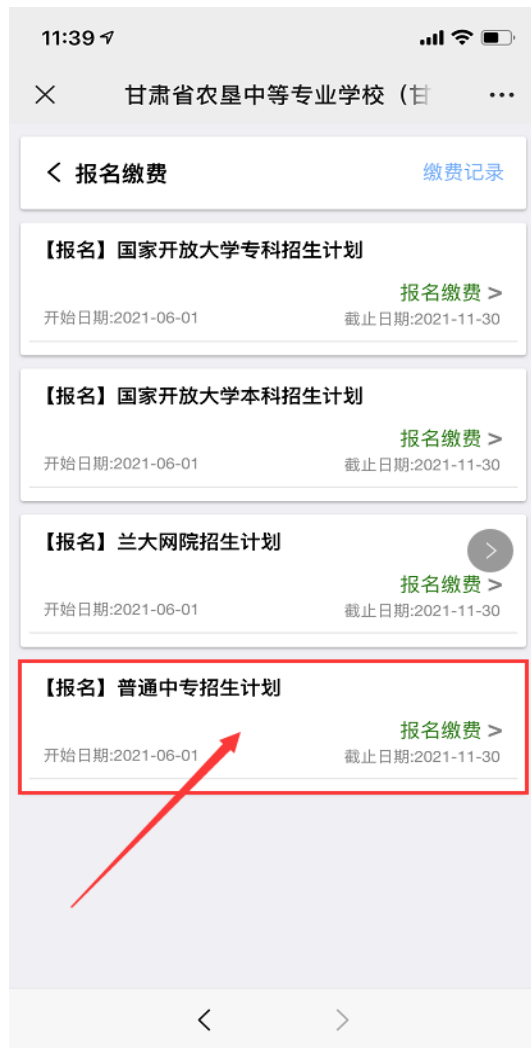 11:39
甘肃省农垦中等专业学校（甘
报名缴费
缴费记录
【报名】国家开放大学专科招生计划
报名缴费 >
开始日期:2021-06-01
截止日期:2021-11-30
【报名】国家开放大学本科招生计划
报名缴费 >
开始日期:2021-06-01
截止日期:2021-11-30
【报名】兰大网院招生计划
报名缴费 >
开始日期:2021-06-01
截止日期:2021-11-30
【报名】普通中专招生计划
报名缴费 >
开始日期:2021-06-01
截止日期:2021-11-30